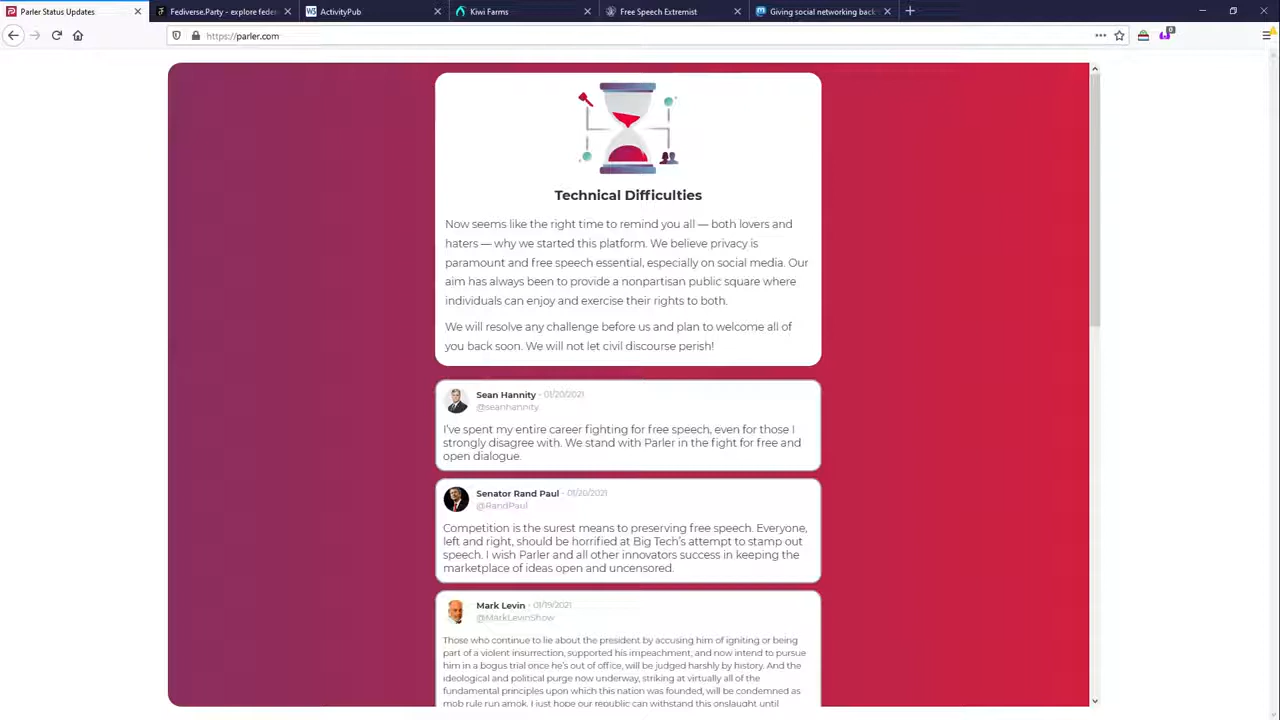 Parler Status Updates
Fediverse.Party - explore feder
ActivityPub
Kiwi Farms
Free Speech Extremist
Giving social networking back
https://parler.com
0
Technical Difficulties
Now seems like the right time to remind you all — both lovers and
haters — why we started this platform. We believe privacy is
paramount and free speech essential, especially on social media. Our
aim has always been to provide a nonpartisan public square where
individuals can enjoy and exercise their rights to both.
We will resolve any challenge before us and plan to welcome all of
you back soon. We will not let civil discourse perish!
Sean Hannity - 01/20/2021
@seanhannity
I've spent my entire career fighting for free speech, even for those I
strongly disagree with. We stand with Parler in the fight for free and
open dialogue.
Senator Rand Paul - 01/20/2021
@RandPaul
Competition is the surest means to preserving free speech. Everyone,
left and right, should be horrified at Big Tech's attempt to stamp out
speech. I wish Parler and all other innovators success in keeping the
marketplace of ideas open and uncensored.
Mark Levin - 01/19/2021
@MarkLevinShow
Those who continue to lie about the president by accusing him of igniting or being
part of a violent insurrection, supported his impeachment, and now intend to pursue
him in a bogus trial once he's out of office, will be judged harshly by history. And the
ideological and political purge now underway, striking at virtually all of the
fundamental principles upon which this nation was founded, will be condemned as
mob rule run amok. I just hope our republic can withstand this onslaught until